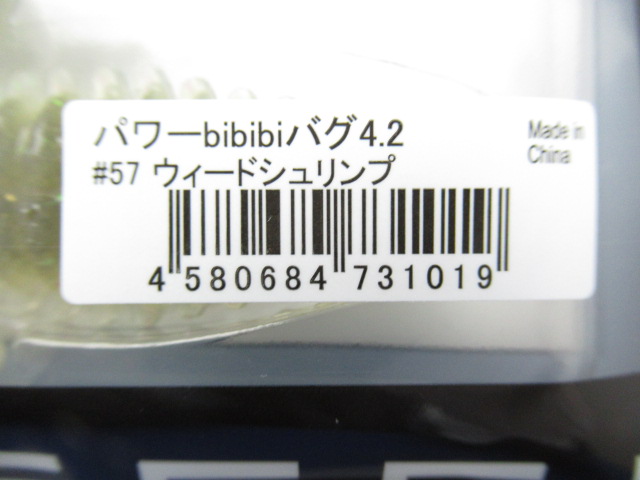 パワーbibibiバグ4.2
Made in
China
#57 ウィードシュリンプ
4 580684 731019